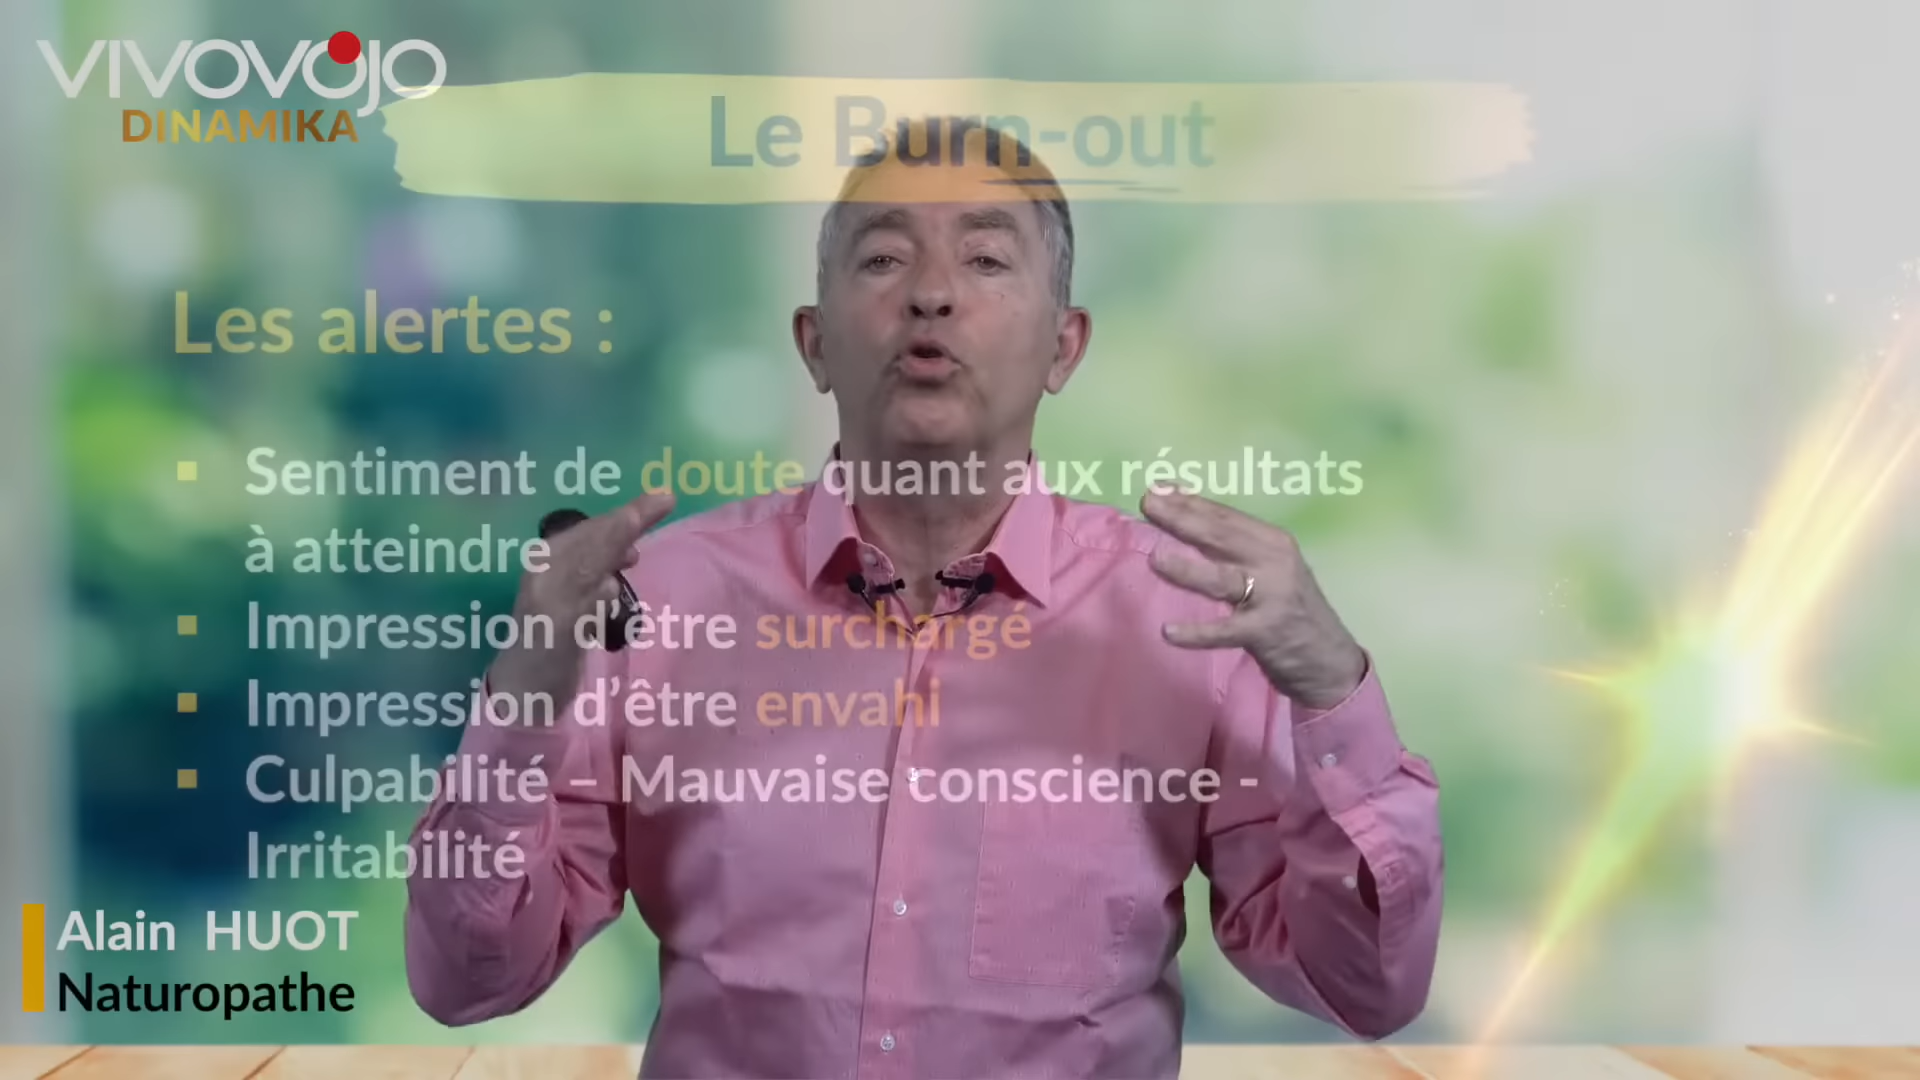 VIVOVOJO
DINAMIKA
Le Burn-out
Les alertes :
▪ Sentiment de doute quant aux résultats
à atteindre
▪ Impression d’être surchargé
▪ Impression d’être envahi
▪ Culpabilité – Mauvaise conscience -
Irritabilité
Alain HUOT
Naturopathe